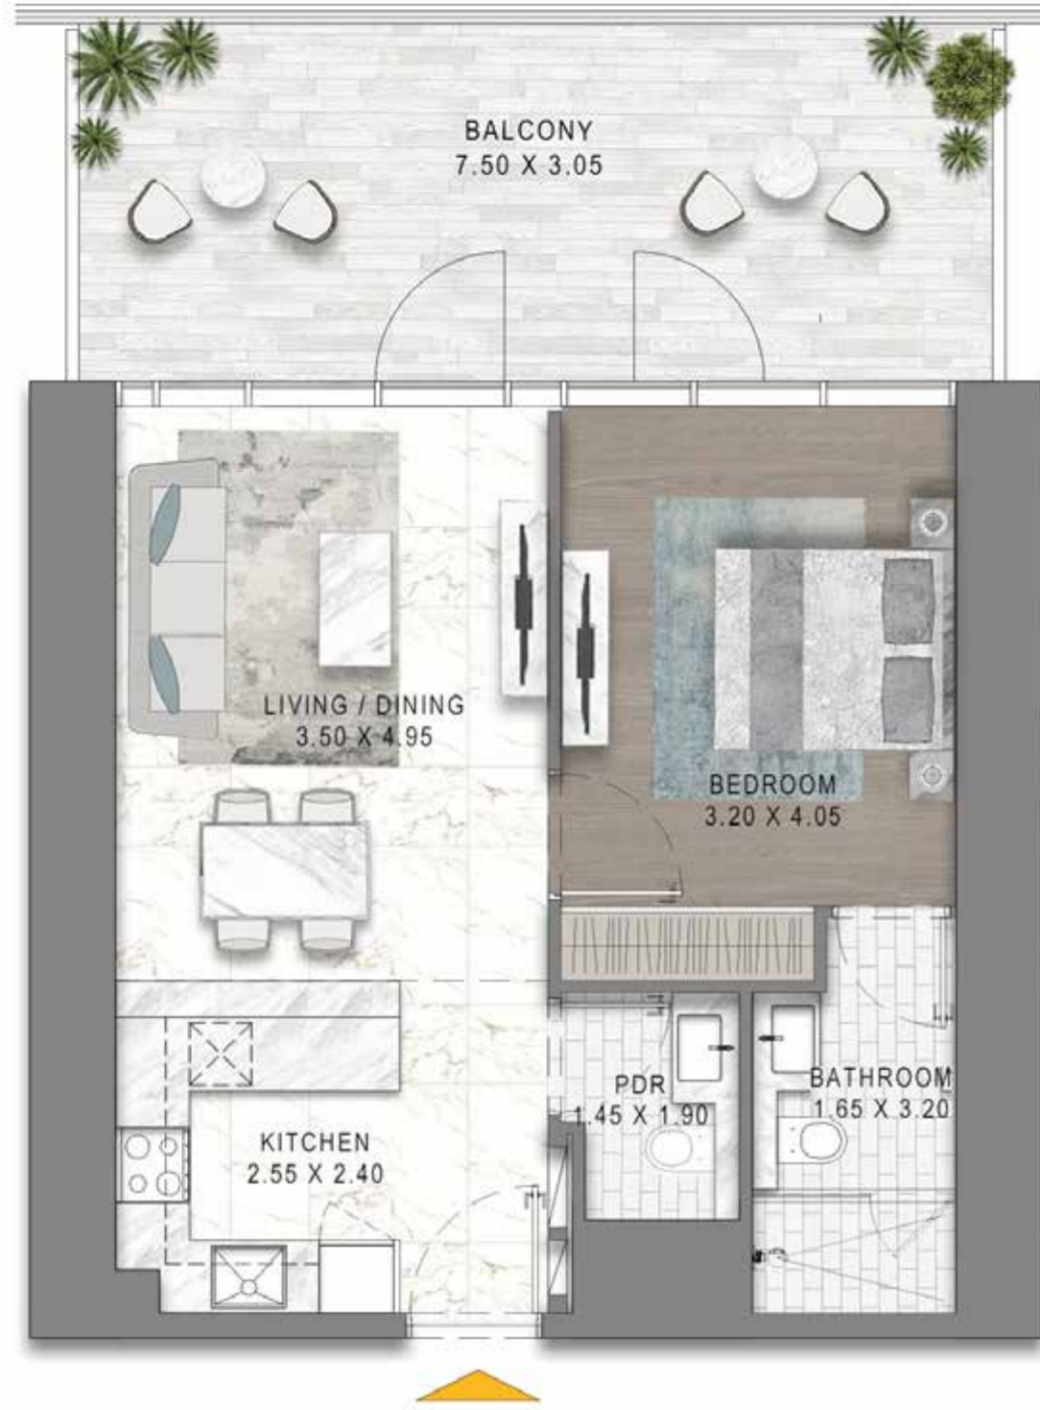 BALCONY
7.50 X 3.05
LIVING / DINING
3.50 X 4.95
BEDROOM
3.20 X 4.05
PDR
1.45 X 1.90
BATHROOM
1.65 X 3.20
KITCHEN
2.55 X 2.40